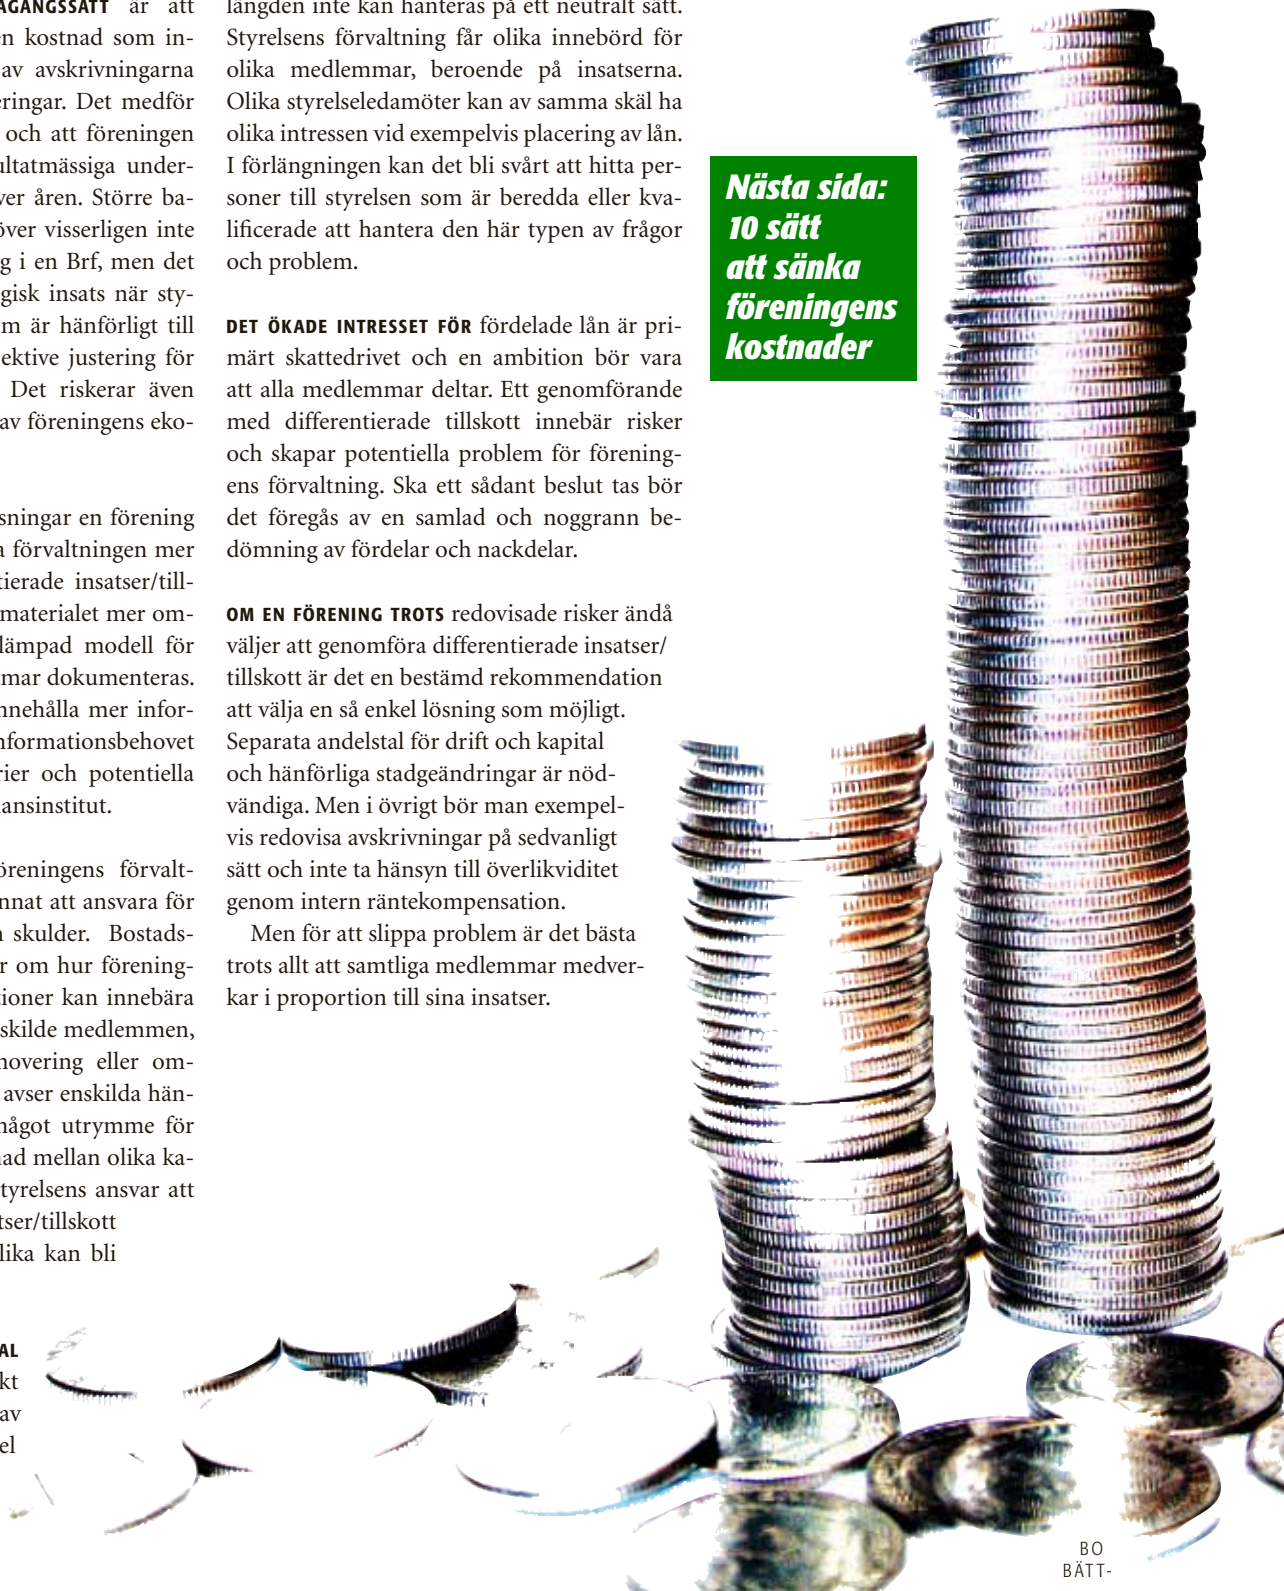 AGÅNGSSÄTT är att
en kostnad som in-
av avskrivningarna
eringar. Det medför
och att föreningen
ultatmässiga under-
ver åren. Större ba-
över visserligen inte
g i en Brf, men det
gisk insats när sty-
m är hänförligt till
ektive justering för
Det riskerar även
av föreningens eko-
sningar en förening
a förvaltningen mer
tierade insatser/till-
materialet mer om-
lämpad modell för
mar dokumenteras.
nnehålla mer infor-
nformationsbehovet
rier och potentiella
ansinstitut.
öreningens förvalt-
nnat att ansvara för
n skulder. Bostads-
r om hur förening-
tioner kan innebära
skilde medlemmen,
novering eller om-
avser enskilda hän-
något utrymme för
nad mellan olika ka-
tyrelsens ansvar att
tser/tillskott
lika kan bli
AL
kt
av
el
längden inte kan hanteras på ett neutralt sätt.
Styrelsens förvaltning får olika innebörd för
olika medlemmar, beroende på insatserna.
Olika styrelseledamöter kan av samma skäl ha
olika intressen vid exempelvis placering av lån.
I förlängningen kan det bli svårt att hitta per-
soner till styrelsen som är beredda eller kva-
lificerade att hantera den här typen av frågor
och problem.
DET ÖKADE INTRESSET FÖR fördelade lån är pri-
märt skattedrivet och en ambition bör vara
att alla medlemmar deltar. Ett genomförande
med differentierade tillskott innebär risker
och skapar potentiella problem för förening-
ens förvaltning. Ska ett sådant beslut tas bör
det föregås av en samlad och noggrann be-
dömning av fördelar och nackdelar.
OM EN FÖRENING TROTS redovisade risker ändå
väljer att genomföra differentierade insatser/
tillskott är det en bestämd rekommendation
att välja en så enkel lösning som möjligt.
Separata andelstal för drift och kapital
och hänförliga stadgeändringar är nöd-
vändiga. Men i övrigt bör man exempel-
vis redovisa avskrivningar på sedvanligt
sätt och inte ta hänsyn till överlikviditet
genom intern räntekompensation.
Men för att slippa problem är det bästa
trots allt att samtliga medlemmar medver-
kar i proportion till sina insatser.
Nästa sida:
10 sätt
att sänka
föreningens
kostnader
BO
BÄTT-